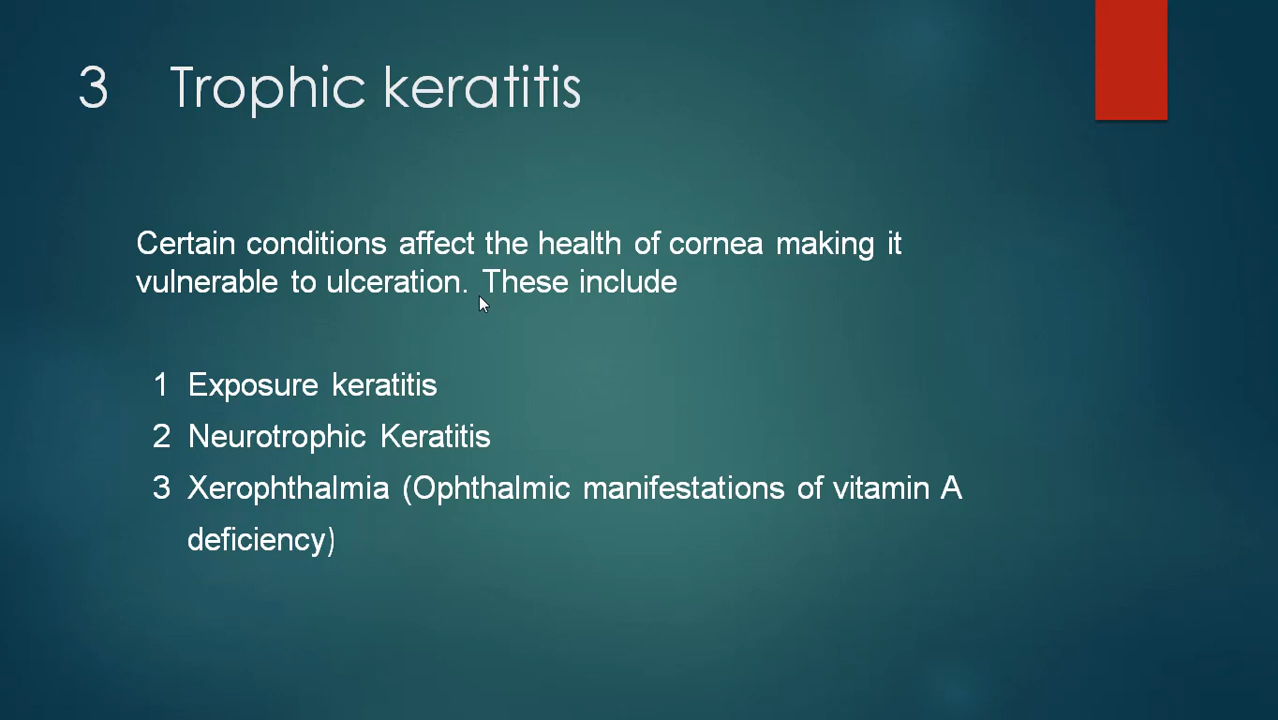 3 Trophic keratitis
Certain conditions affect the health of cornea making it
vulnerable to ulceration. These include
1 Exposure keratitis
2 Neurotrophic Keratitis
3 Xerophthalmia (Ophthalmic manifestations of vitamin A
deficiency)